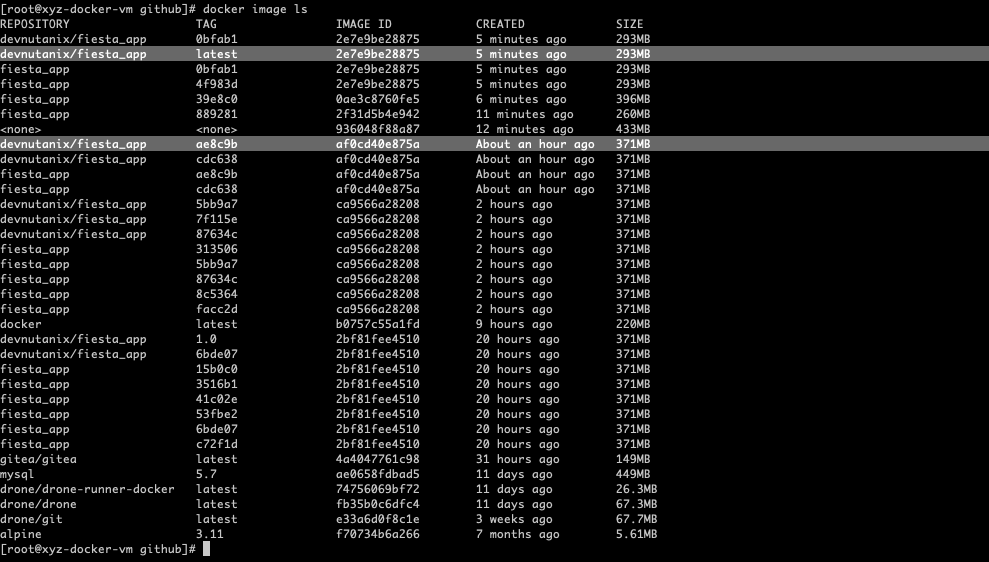 [root@xyz-docker-vm github]# docker image ls
REPOSITORY TAG IMAGE ID CREATED SIZE
devnutanix/fiesta_app 0bfab1 2e7e9be28875 5 minutes ago 293MB
devnutanix/fiesta_app latest 2e7e9be28875 5 minutes ago 293MB
fiesta_app 0bfab1 2e7e9be28875 5 minutes ago 293MB
fiesta_app 4f983d 2e7e9be28875 5 minutes ago 293MB
fiesta_app 39e8c0 0ae3c8760fe5 6 minutes ago 396MB
fiesta_app 889281 2f31d5b4e942 11 minutes ago 260MB
<none> <none> 936048f88a87 12 minutes ago 433MB
devnutanix/fiesta_app ae8c9b af0cd40e875a About an hour ago 371MB
devnutanix/fiesta_app cdc638 af0cd40e875a About an hour ago 371MB
fiesta_app ae8c9b af0cd40e875a About an hour ago 371MB
fiesta_app cdc638 af0cd40e875a About an hour ago 371MB
devnutanix/fiesta_app 5bb9a7 ca9566a28208 2 hours ago 371MB
devnutanix/fiesta_app 7f115e ca9566a28208 2 hours ago 371MB
devnutanix/fiesta_app 87634c ca9566a28208 2 hours ago 371MB
fiesta_app 313506 ca9566a28208 2 hours ago 371MB
fiesta_app 5bb9a7 ca9566a28208 2 hours ago 371MB
fiesta_app 87634c ca9566a28208 2 hours ago 371MB
fiesta_app 8c5364 ca9566a28208 2 hours ago 371MB
fiesta_app facc2d ca9566a28208 2 hours ago 371MB
docker latest b0757c55a1fd 9 hours ago 220MB
devnutanix/fiesta_app 1.0 2bf81fee4510 20 hours ago 371MB
devnutanix/fiesta_app 6bde07 2bf81fee4510 20 hours ago 371MB
fiesta_app 15b0c0 2bf81fee4510 20 hours ago 371MB
fiesta_app 3516b1 2bf81fee4510 20 hours ago 371MB
fiesta_app 41c02e 2bf81fee4510 20 hours ago 371MB
fiesta_app 53fbe2 2bf81fee4510 20 hours ago 371MB
fiesta_app 6bde07 2bf81fee4510 20 hours ago 371MB
fiesta_app c72f1d 2bf81fee4510 20 hours ago 371MB
gitea/gitea latest 4a4047761c98 31 hours ago 149MB
mysql 5.7 ae0658fdbad5 11 days ago 449MB
drone/drone-runner-docker latest 74756069bf72 11 days ago 26.3MB
drone/drone latest fb35b0c6dfc4 11 days ago 67.3MB
drone/git latest e33a6d0f8c1e 3 weeks ago 67.7MB
alpine 3.11 f70734b6a266 7 months ago 5.61MB
[root@xyz-docker-vm github]#